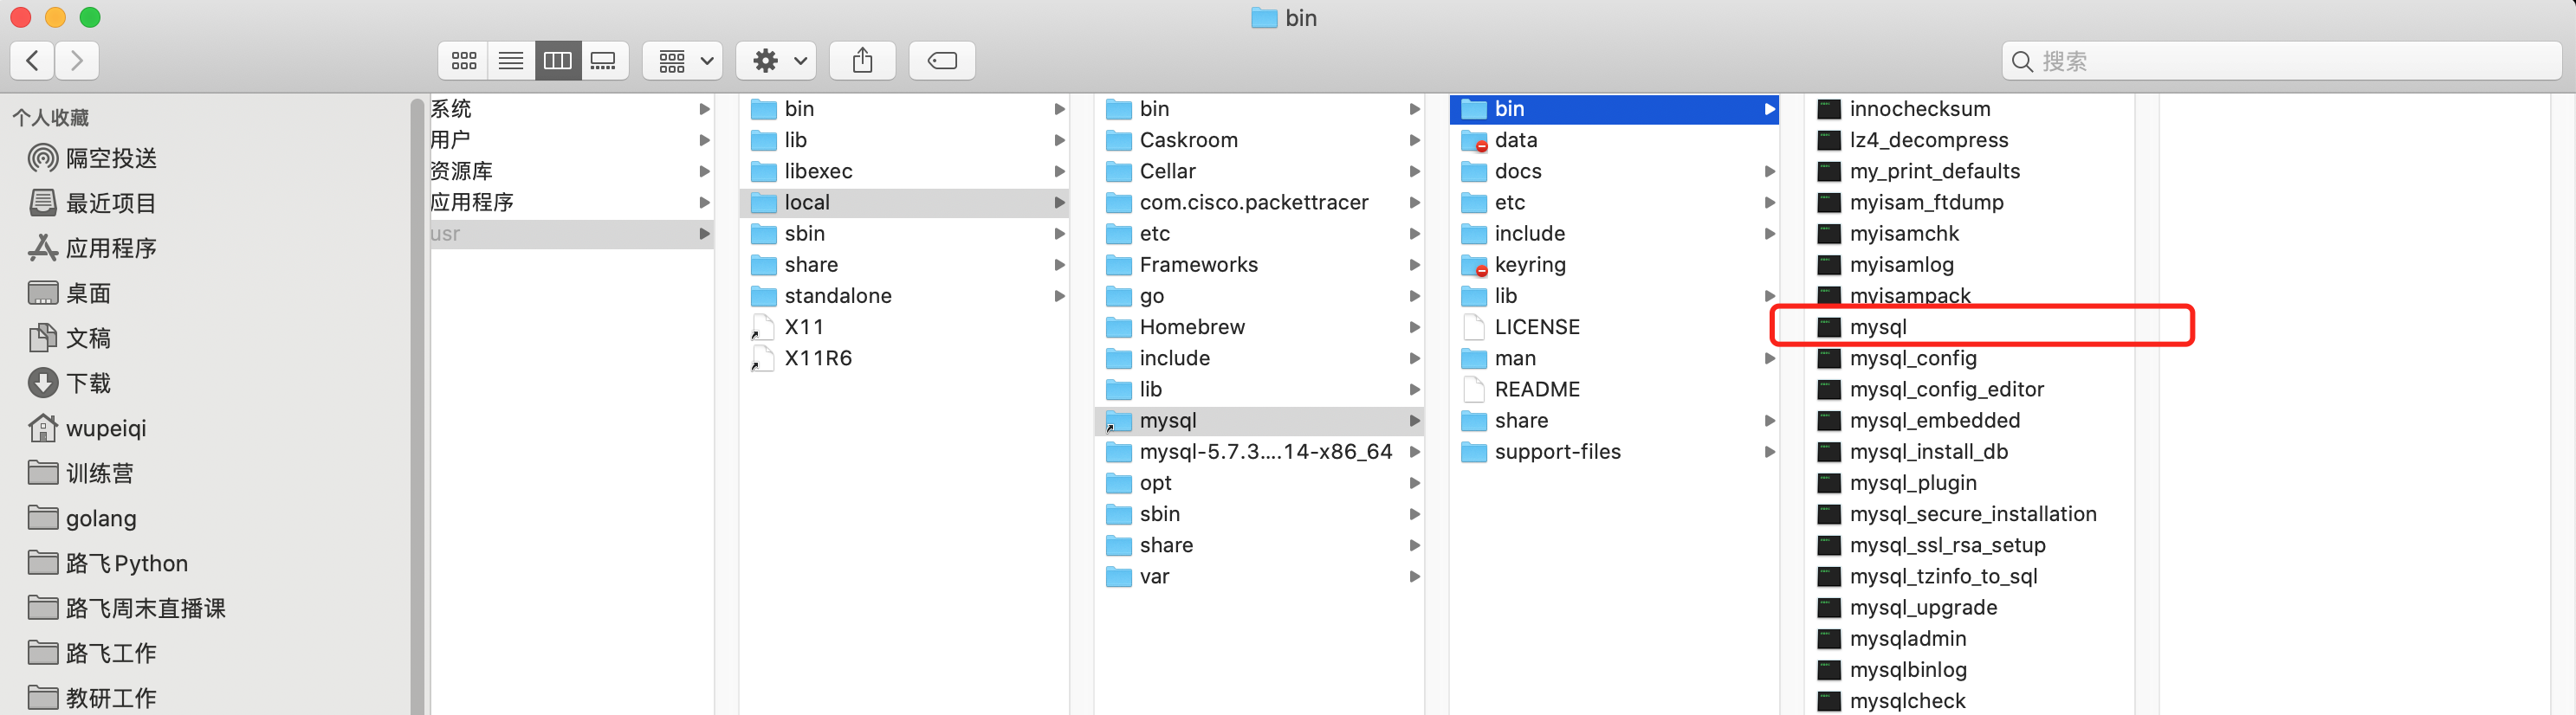 bin
搜索
个人收藏
隔空投送
最近项目
应用程序
桌面
文稿
下载
wupeiqi
训练营
golang
路飞Python
路飞周末直播课
路飞工作
教研工作
系统
用户
资源库
应用程序
usr
bin
lib
libexec
local
sbin
share
standalone
X11
X11R6
bin
Caskroom
Cellar
com.cisco.packettracer
etc
Frameworks
go
Homebrew
include
lib
mysql
mysql-5.7.3....14-x86_64
opt
sbin
share
var
bin
data
docs
etc
include
keyring
lib
LICENSE
man
README
share
support-files
innochecksum
lz4_decompress
my_print_defaults
myisam_ftdump
myisamchk
myisamlog
myisampack
mysql
mysql_config
mysql_config_editor
mysql_embedded
mysql_install_db
mysql_plugin
mysql_secure_installation
mysql_ssl_rsa_setup
mysql_tzinfo_to_sql
mysql_upgrade
mysqladmin
mysqlbinlog
mysqlcheck